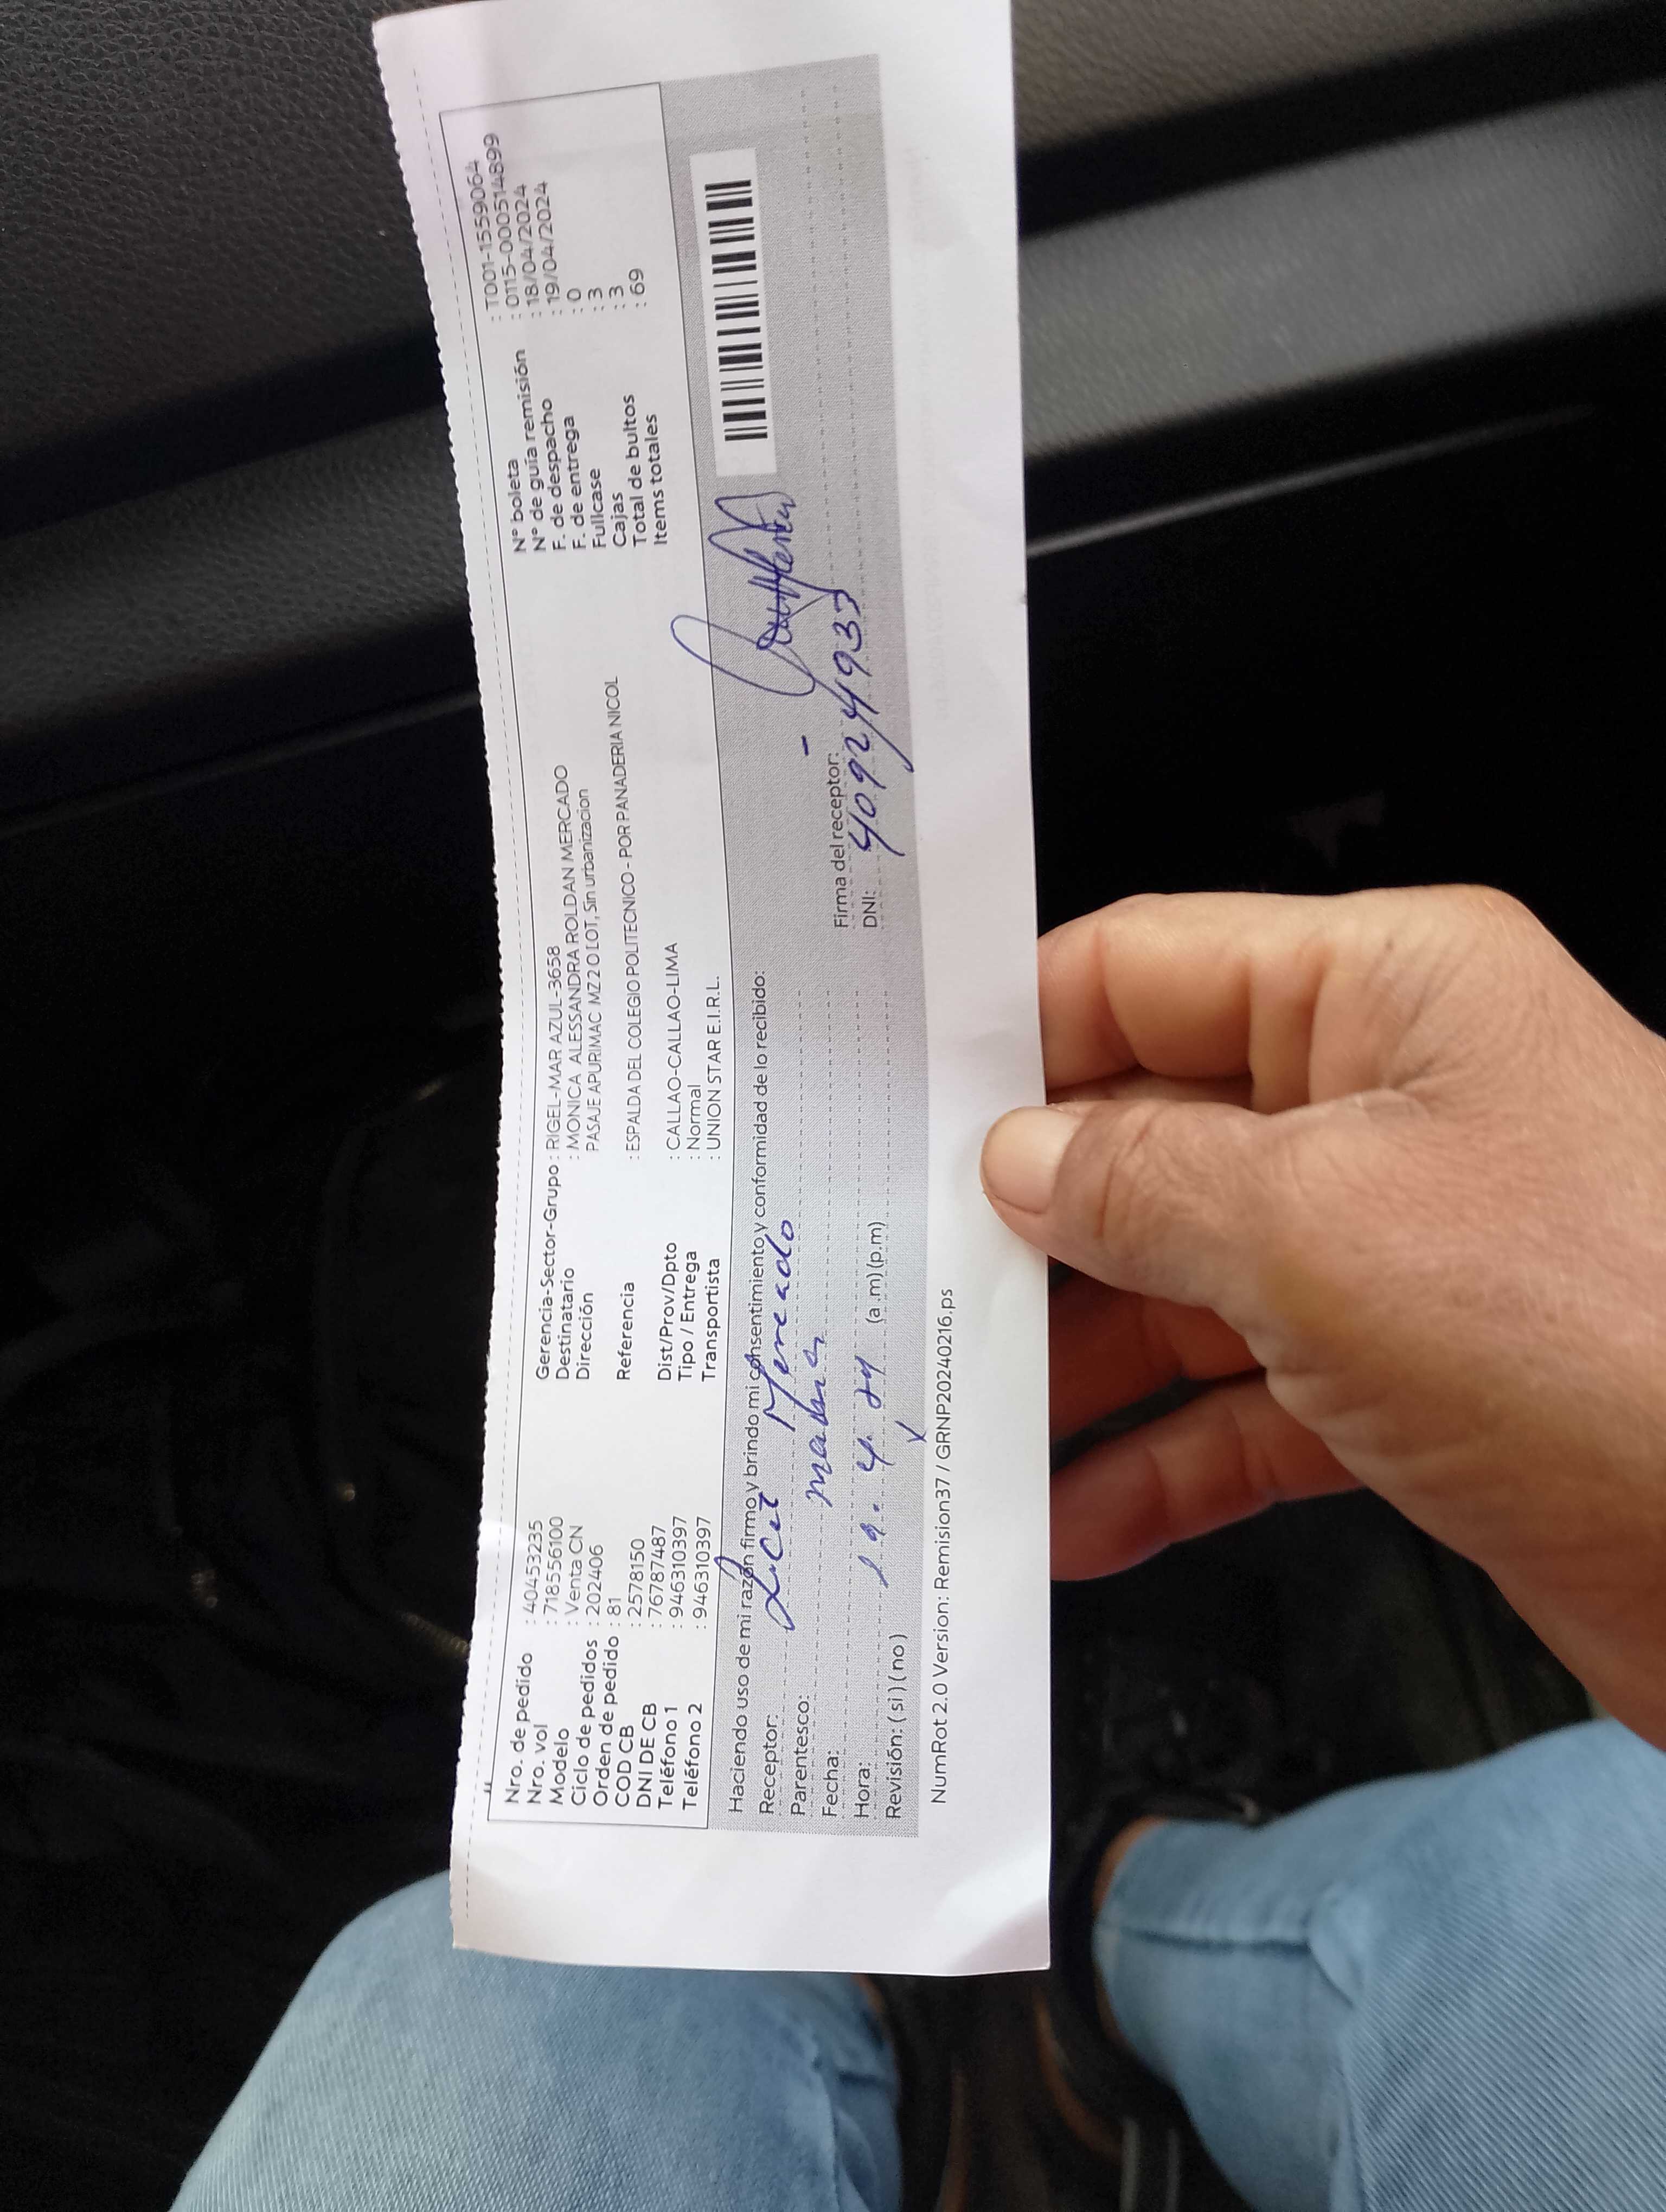 Nro. de pedido : 40453235
Nro. vol : 718556100
Modelo : Venta CN
Ciclo de pedidos : 202406
Orden de pedido : 81
COD CB : 2578150
DNI DE CB : 76787487
Teléfono 1 : 946310397
Teléfono 2 : 946310397
Gerencia-Sector-Grupo : RIGEL-MAR AZUL-3658
Destinatario : MONICA ALESSANDRA ROLDAN MERCADO
Dirección PASAJE APURIMAC MZ2 O LOT, Sin urbanizacion
Referencia : ESPALDA DEL COLEGIO POLITECNICO - POR PANADERIA NICOL
Dist/Prov/Dpto : CALLAO-CALLAO-LIMA
Tipo / Entrega : Normal
Transportista : UNION STAR E.I.R.L.
N° boleta : T001-1559064
N° de guía remisión : 0115-000514899
F. de despacho : 18/04/2024
F. de entrega : 19/04/2024
Fullcase : 0
Cajas : 3
Total de bultos : 3
Items totales : 69
Haciendo uso de mi razón firmo y brindo mi consentimiento y conformidad de lo recibido:
Receptor: Mercado
Parentesco: madre
Fecha: 19. 4. 24
Hora: (a.m)(p.m)
Revisión: (si)(no)
Firma del receptor:
DNI: 40924933
NumRot 2.0 Version: Remision37 / GRNP20240216.ps